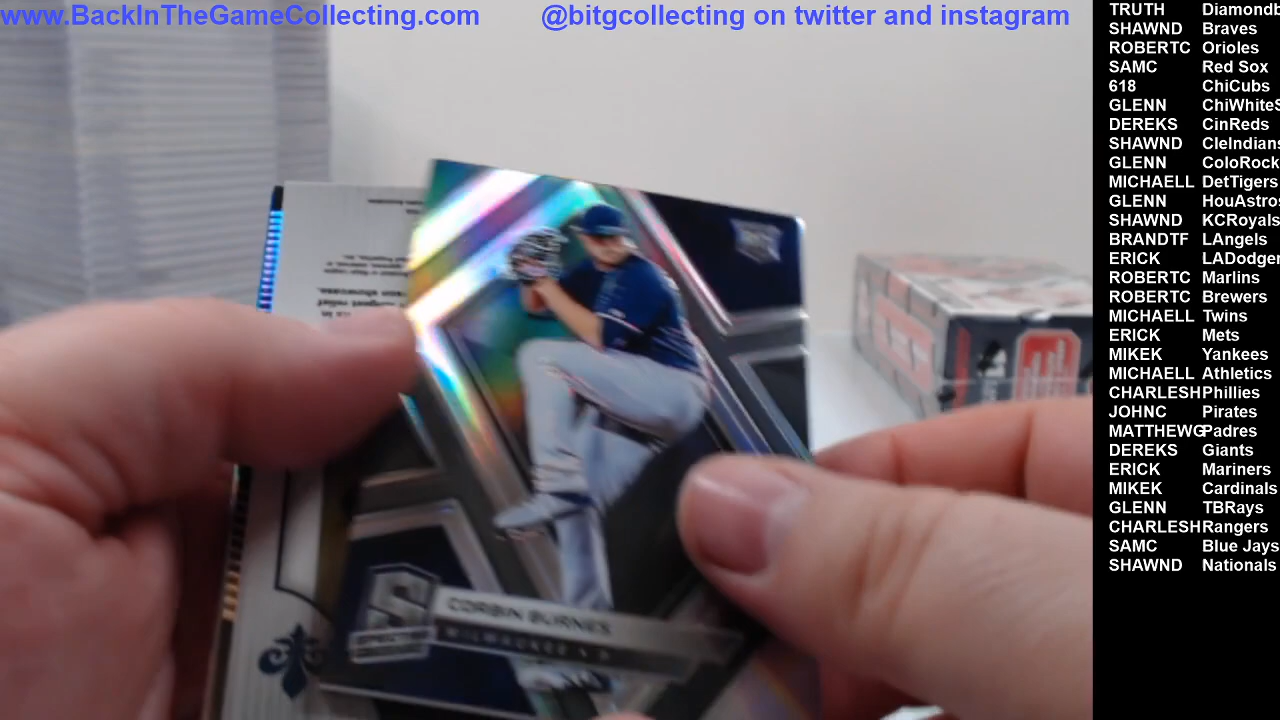 www.BackInTheGameCollecting.com @bitgcollecting on twitter and instagram
TRUTH Diamondb
SHAWND Braves
ROBERTC Orioles
SAMC Red Sox
618 ChiCubs
GLENN ChiWhiteS
DEREKS CinReds
SHAWND CleIndians
GLENN ColoRock
MICHAELL DetTigers
GLENN HouAstros
SHAWND KCRoyals
BRANDTF LAngels
ERICK LADodger
ROBERTC Marlins
ROBERTC Brewers
MICHAELL Twins
ERICK Mets
MIKEK Yankees
MICHAELL Athletics
CHARLESH Phillies
JOHNC Pirates
MATTHEWG Padres
DEREKS Giants
ERICK Mariners
MIKEK Cardinals
GLENN TBRays
CHARLESH Rangers
SAMC Blue Jays
SHAWND Nationals
CORBIN BURNES
MILWAUKEE